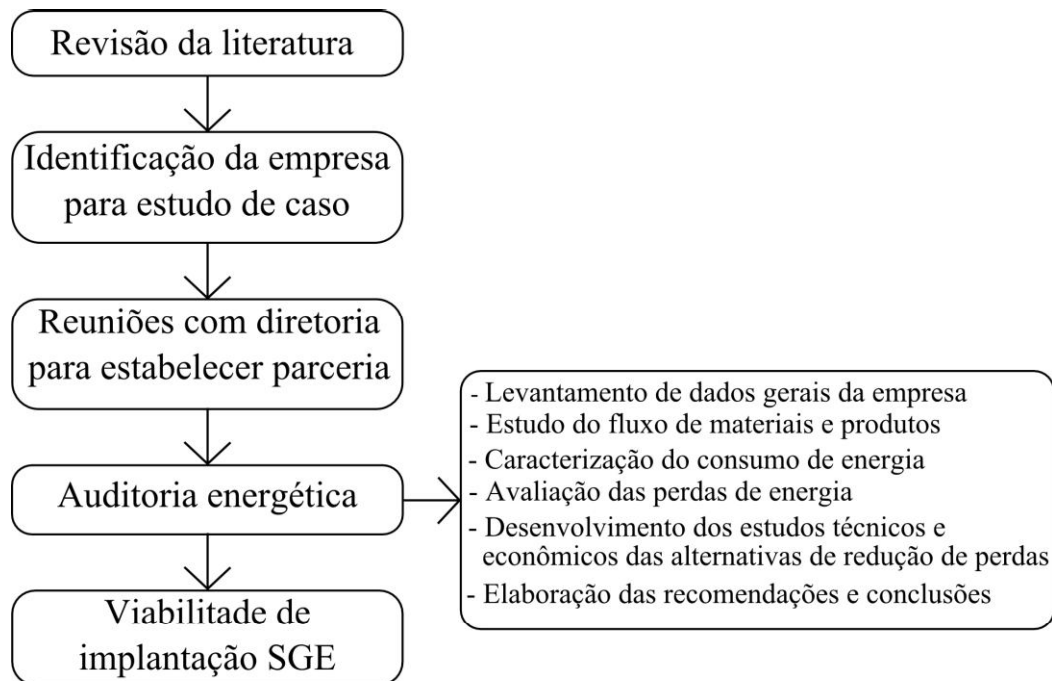 Revisão da literatura
Identificação da empresa
para estudo de caso
Reuniões com diretoria
para estabelecer parceria
Auditoria energética
- Levantamento de dados gerais da empresa
- Estudo do fluxo de materiais e produtos
- Caracterização do consumo de energia
- Avaliação das perdas de energia
- Desenvolvimento dos estudos técnicos e
econômicos das alternativas de redução de perdas
- Elaboração das recomendações e conclusões
Viabilitade de
implantação SGE